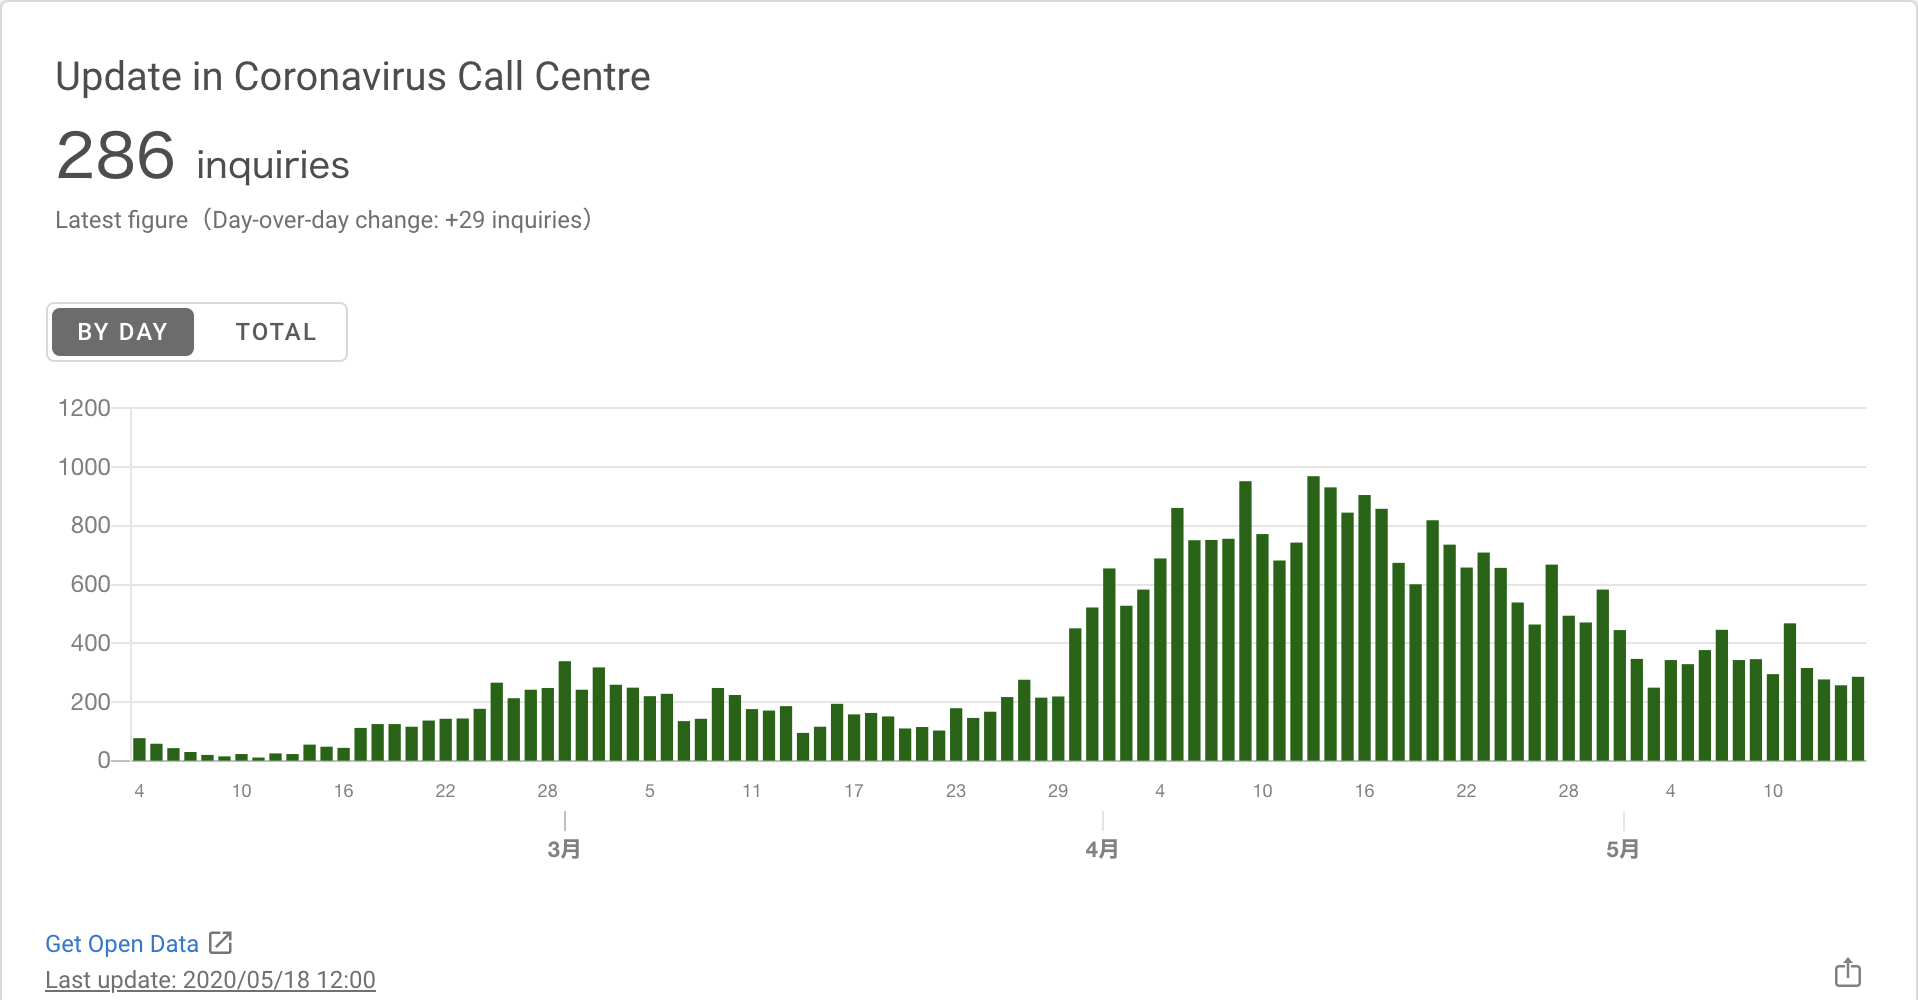 Update in Coronavirus Call Centre
286 inquiries
Latest figure（Day-over-day change: +29 inquiries）
BY DAY TOTAL
1200
1000
800
600
400
200
0
4 10 16 22 28 5 11 17 23 29 4 10 16 22 28 4 10
3月 4月 5月
Get Open Data
Last update: 2020/05/18 12:00